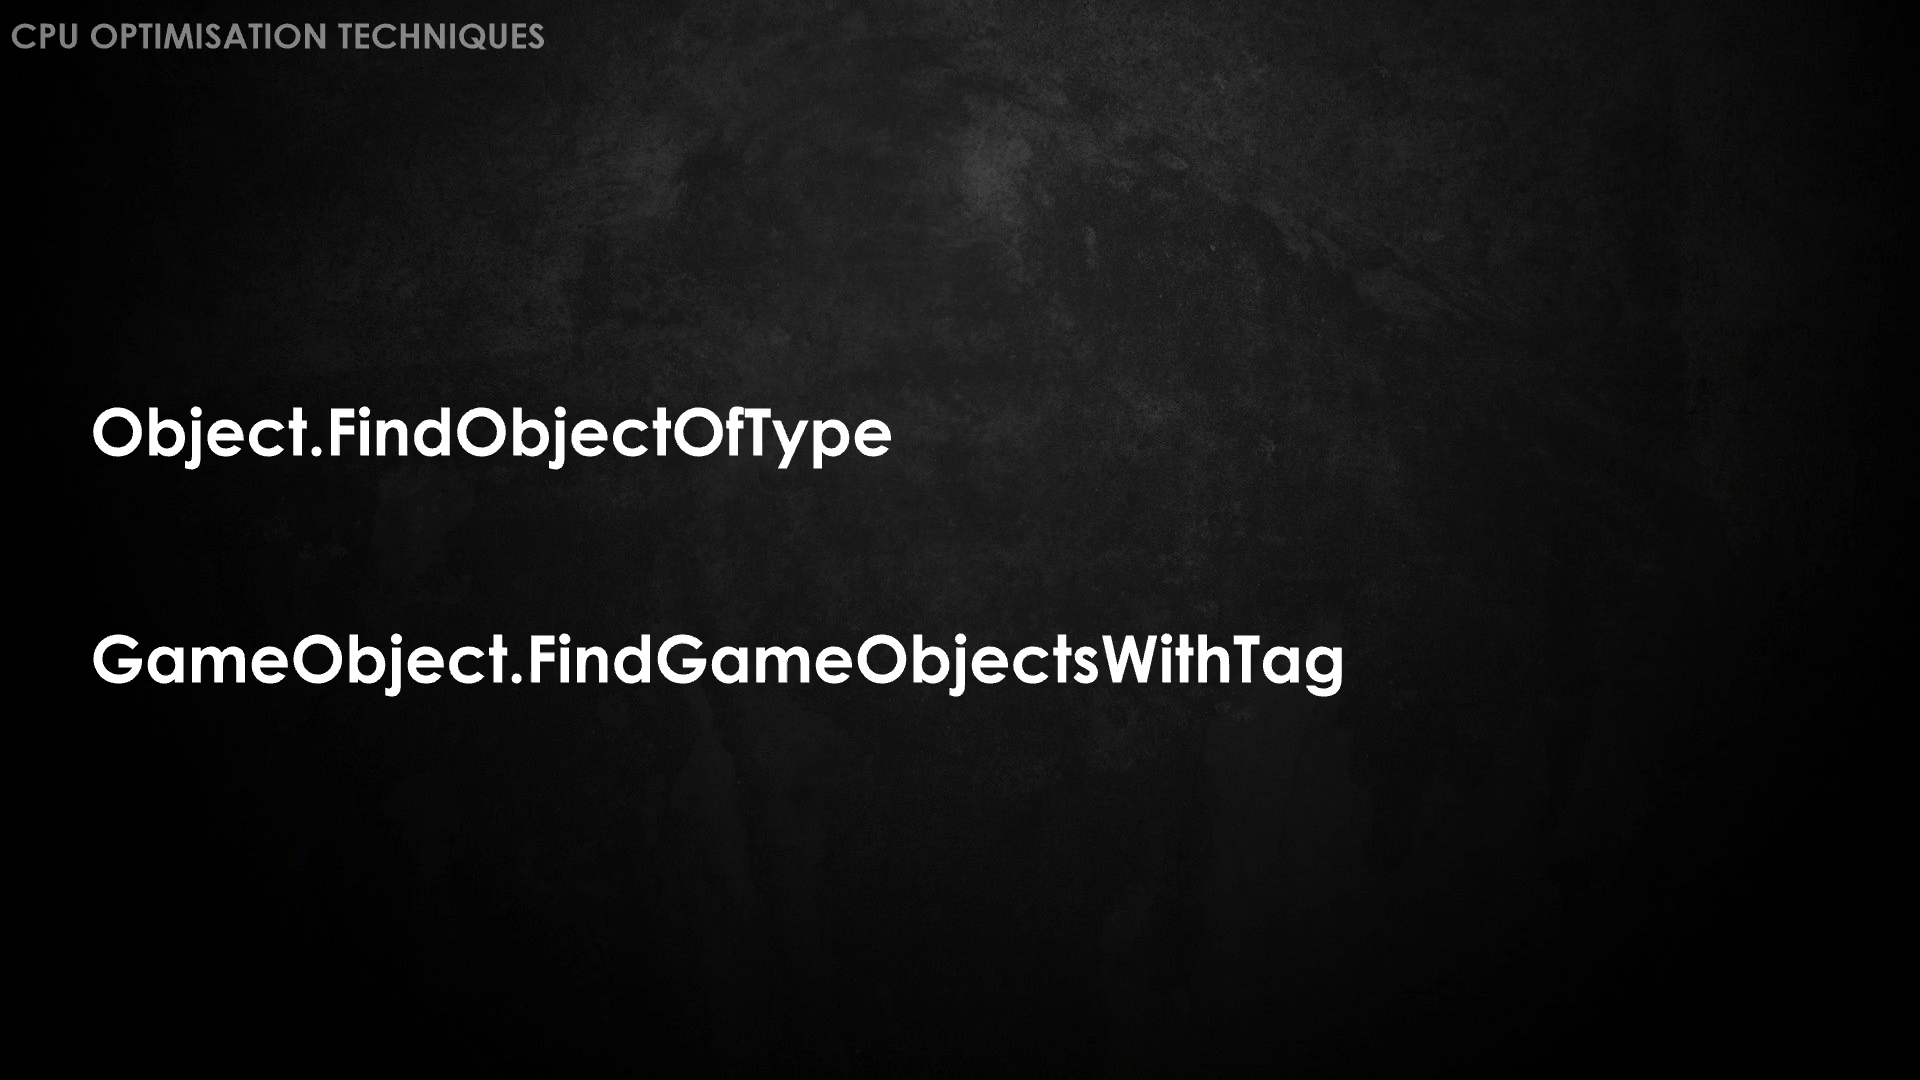 CPU OPTIMISATION TECHNIQUES
Object.FindObjectOfType
GameObject.FindGameObjectsWithTag